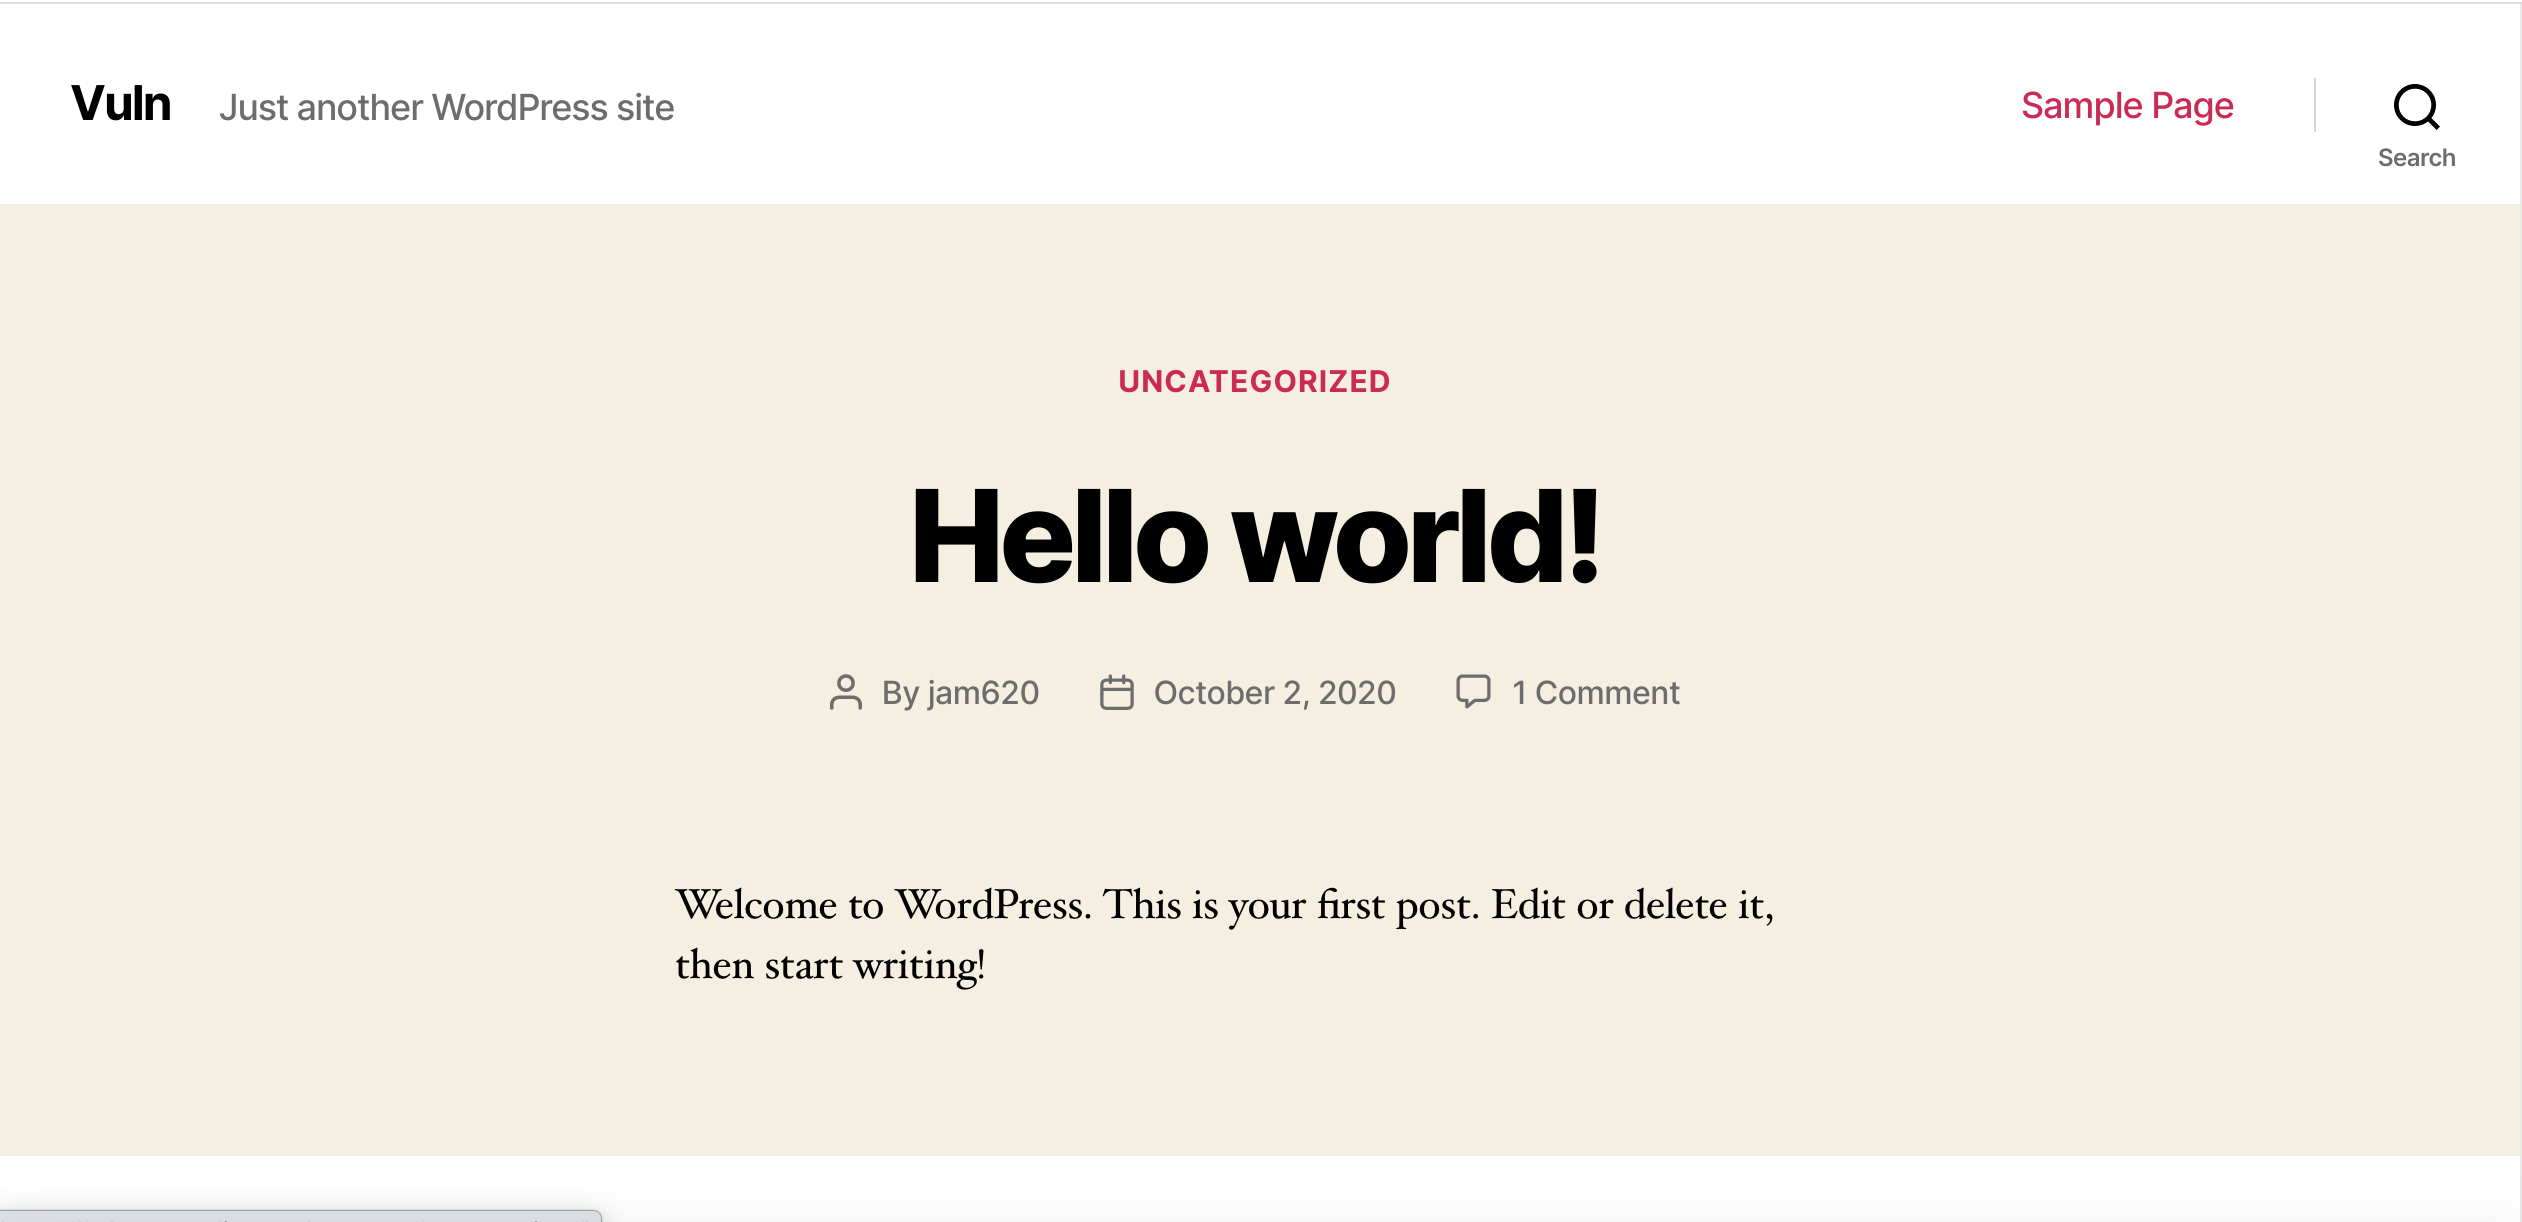 Vuln Just another WordPress site Sample Page
Search
UNCATEGORIZED
Hello world!
By jam620 October 2, 2020 1 Comment
Welcome to WordPress. This is your first post. Edit or delete it,
then start writing!